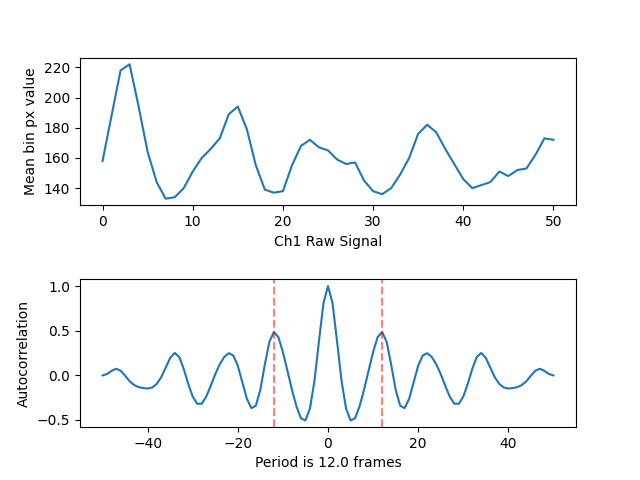 220
200
180
160
140
Mean bin px value
0 10 20 30 40 50
Ch1 Raw Signal
1.0
0.5
0.0
−0.5
Autocorrelation
−40 −20 0 20 40
Period is 12.0 frames